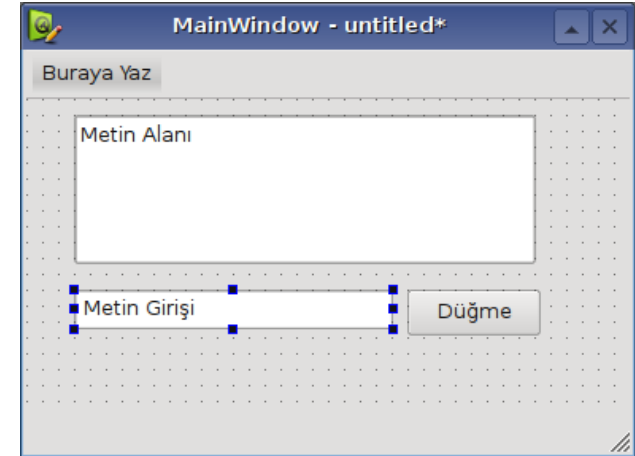 MainWindow - untitled*
Buraya Yaz
Metin Alanı
Metin Girişi
Düğme